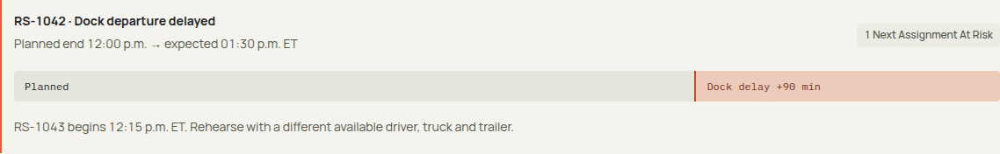 RS-1042 · Dock departure delayed
Planned end 12:00 p.m. → expected 01:30 p.m. ET
1 Next Assignment At Risk
Planned
Dock delay +90 min
RS-1043 begins 12:15 p.m. ET. Rehearse with a different available driver, truck and trailer.